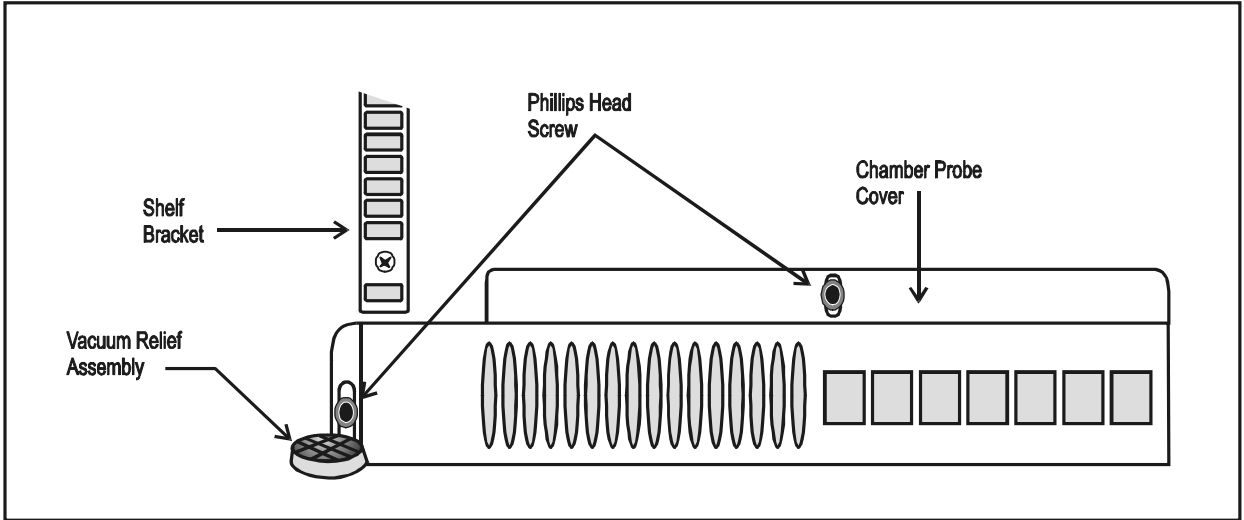 Phillips Head
Screw
Chamber Probe
Cover
Shelf
Bracket
Vacuum Relief
Assembly